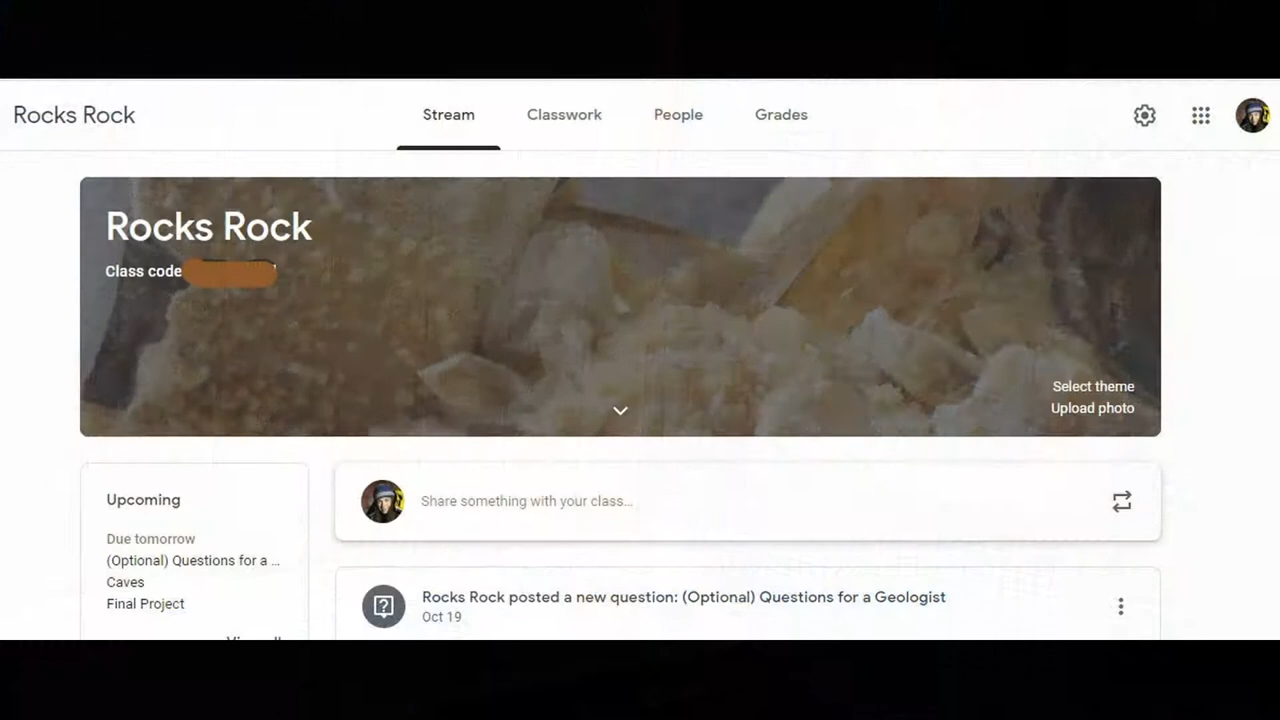 Rocks Rock
Stream
Classwork
People
Grades
Rocks Rock
Class code
Select theme
Upload photo
Upcoming
Due tomorrow
(Optional) Questions for a ...
Caves
Final Project
Share something with your class...
Rocks Rock posted a new question: (Optional) Questions for a Geologist
Oct 19